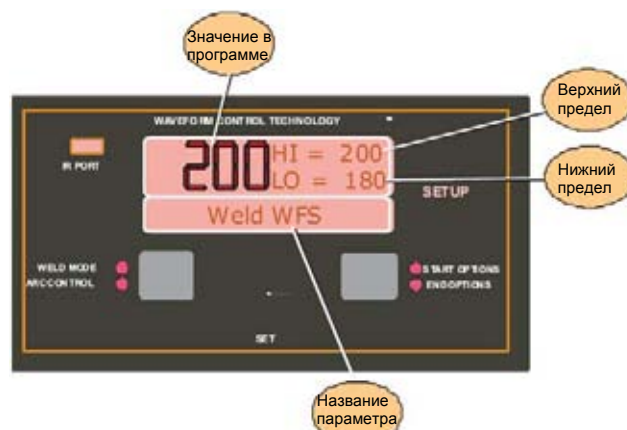 Значение в
программе
Верхний
предел
WAVEFORM CONTROL TECHNOLOGY
IR PORT
200
HI = 200
LO = 180
Нижний
предел
SETUP
Weld WFS
WELD MODE
ARC CONTROL
START OPTIONS
END OPTIONS
SET
Название
параметра